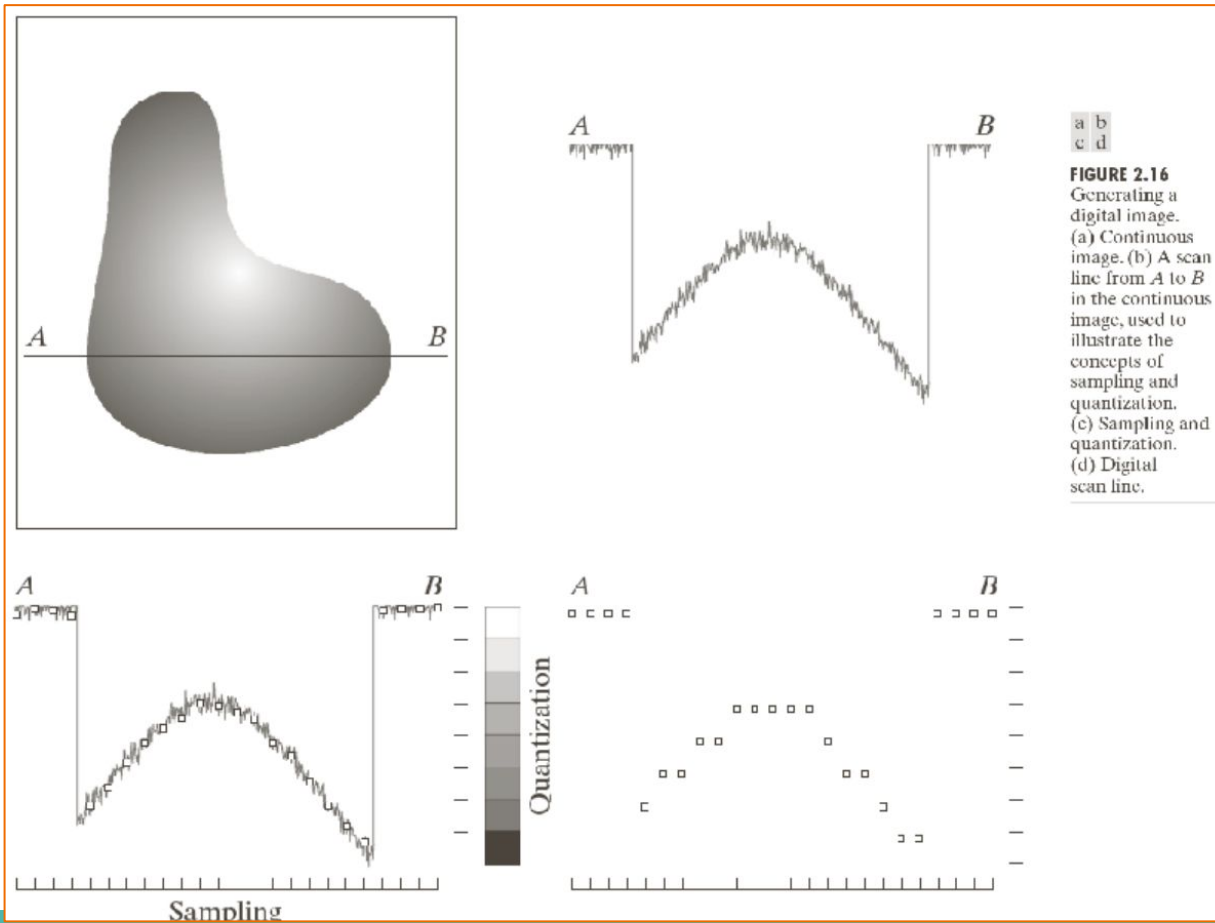 A B
A B
a b
c d
FIGURE 2.16
Generating a
digital image.
(a) Continuous
image. (b) A scan
line from A to B
in the continuous
image, used to
illustrate the
concepts of
sampling and
quantization.
(c) Sampling and
quantization.
(d) Digital
scan line.
A B
Quantization
Sampling
A B